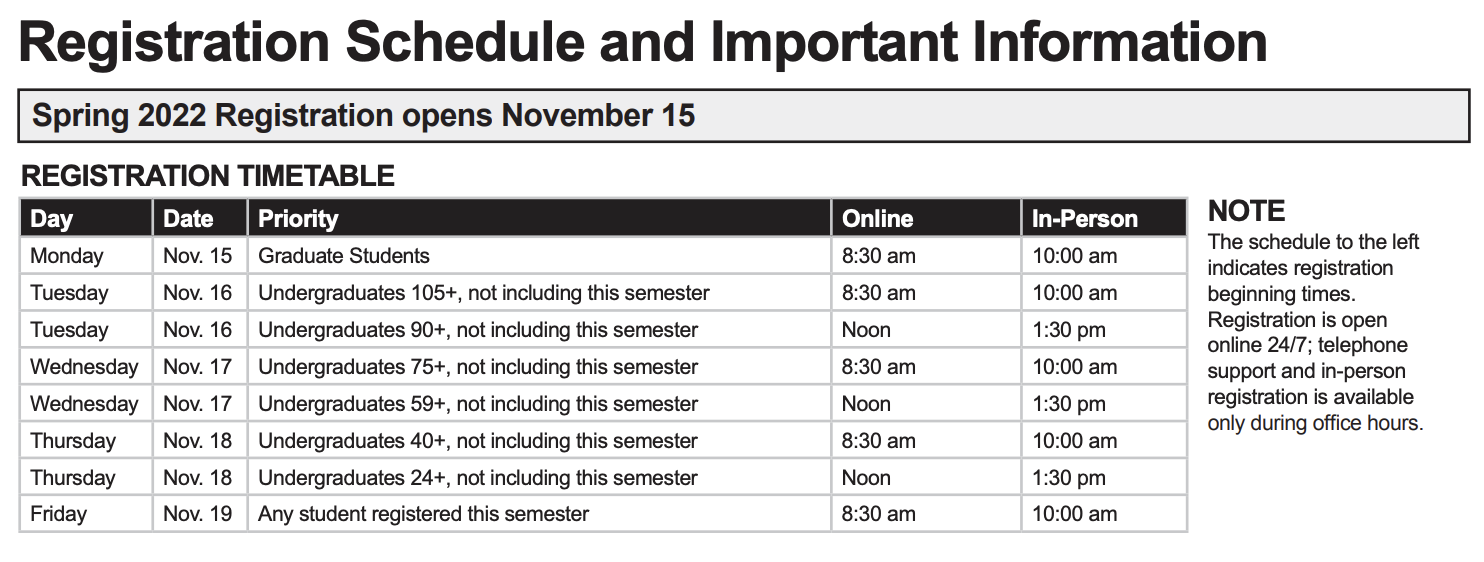 Registration Schedule and Important Information
Spring 2022 Registration opens November 15
REGISTRATION TIMETABLE
Day Date Priority Online In-Person
Monday Nov. 15 Graduate Students 8:30 am 10:00 am
Tuesday Nov. 16 Undergraduates 105+, not including this semester 8:30 am 10:00 am
Tuesday Nov. 16 Undergraduates 90+, not including this semester Noon 1:30 pm
Wednesday Nov. 17 Undergraduates 75+, not including this semester 8:30 am 10:00 am
Wednesday Nov. 17 Undergraduates 59+, not including this semester Noon 1:30 pm
Thursday Nov. 18 Undergraduates 40+, not including this semester 8:30 am 10:00 am
Thursday Nov. 18 Undergraduates 24+, not including this semester Noon 1:30 pm
Friday Nov. 19 Any student registered this semester 8:30 am 10:00 am
NOTE
The schedule to the left
indicates registration
beginning times.
Registration is open
online 24/7; telephone
support and in-person
registration is available
only during office hours.